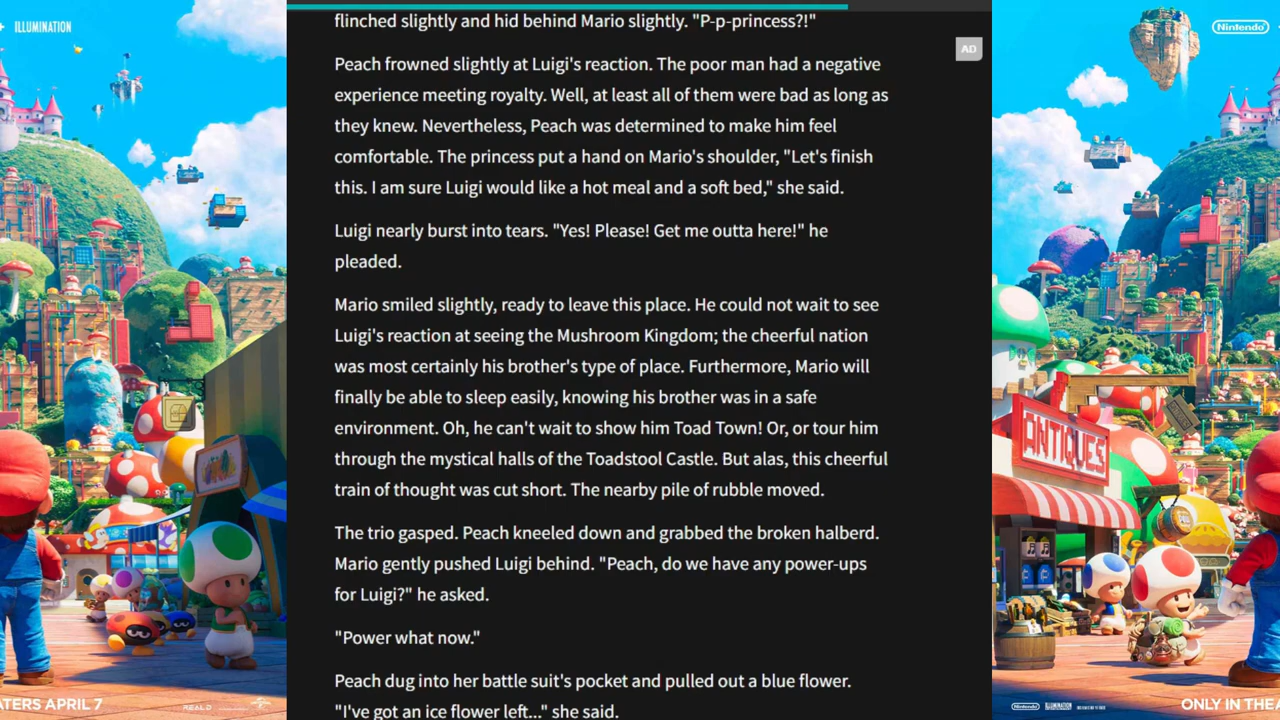 ILLUMINATION
Nintendo
AD
flinched slightly and hid behind Mario slightly. "P-p-princess?!"
Peach frowned slightly at Luigi's reaction. The poor man had a negative
experience meeting royalty. Well, at least all of them were bad as long as
they knew. Nevertheless, Peach was determined to make him feel
comfortable. The princess put a hand on Mario's shoulder, "Let's finish
this. I am sure Luigi would like a hot meal and a soft bed," she said.
Luigi nearly burst into tears. "Yes! Please! Get me outta here!" he
pleaded.
Mario smiled slightly, ready to leave this place. He could not wait to see
Luigi's reaction at seeing the Mushroom Kingdom; the cheerful nation
was most certainly his brother's type of place. Furthermore, Mario will
finally be able to sleep easily, knowing his brother was in a safe
environment. Oh, he can't wait to show him Toad Town! Or, or tour him
through the mystical halls of the Toadstool Castle. But alas, this cheerful
train of thought was cut short. The nearby pile of rubble moved.
The trio gasped. Peach kneeled down and grabbed the broken halberd.
Mario gently pushed Luigi behind. "Peach, do we have any power-ups
for Luigi?" he asked.
"Power what now."
Peach dug into her battle suit's pocket and pulled out a blue flower.
"I've got an ice flower left..." she said.
ANTIQUES
ATERS APRIL 7
REALD
Nintendo
ILLUMINATION
ONLY IN THEA